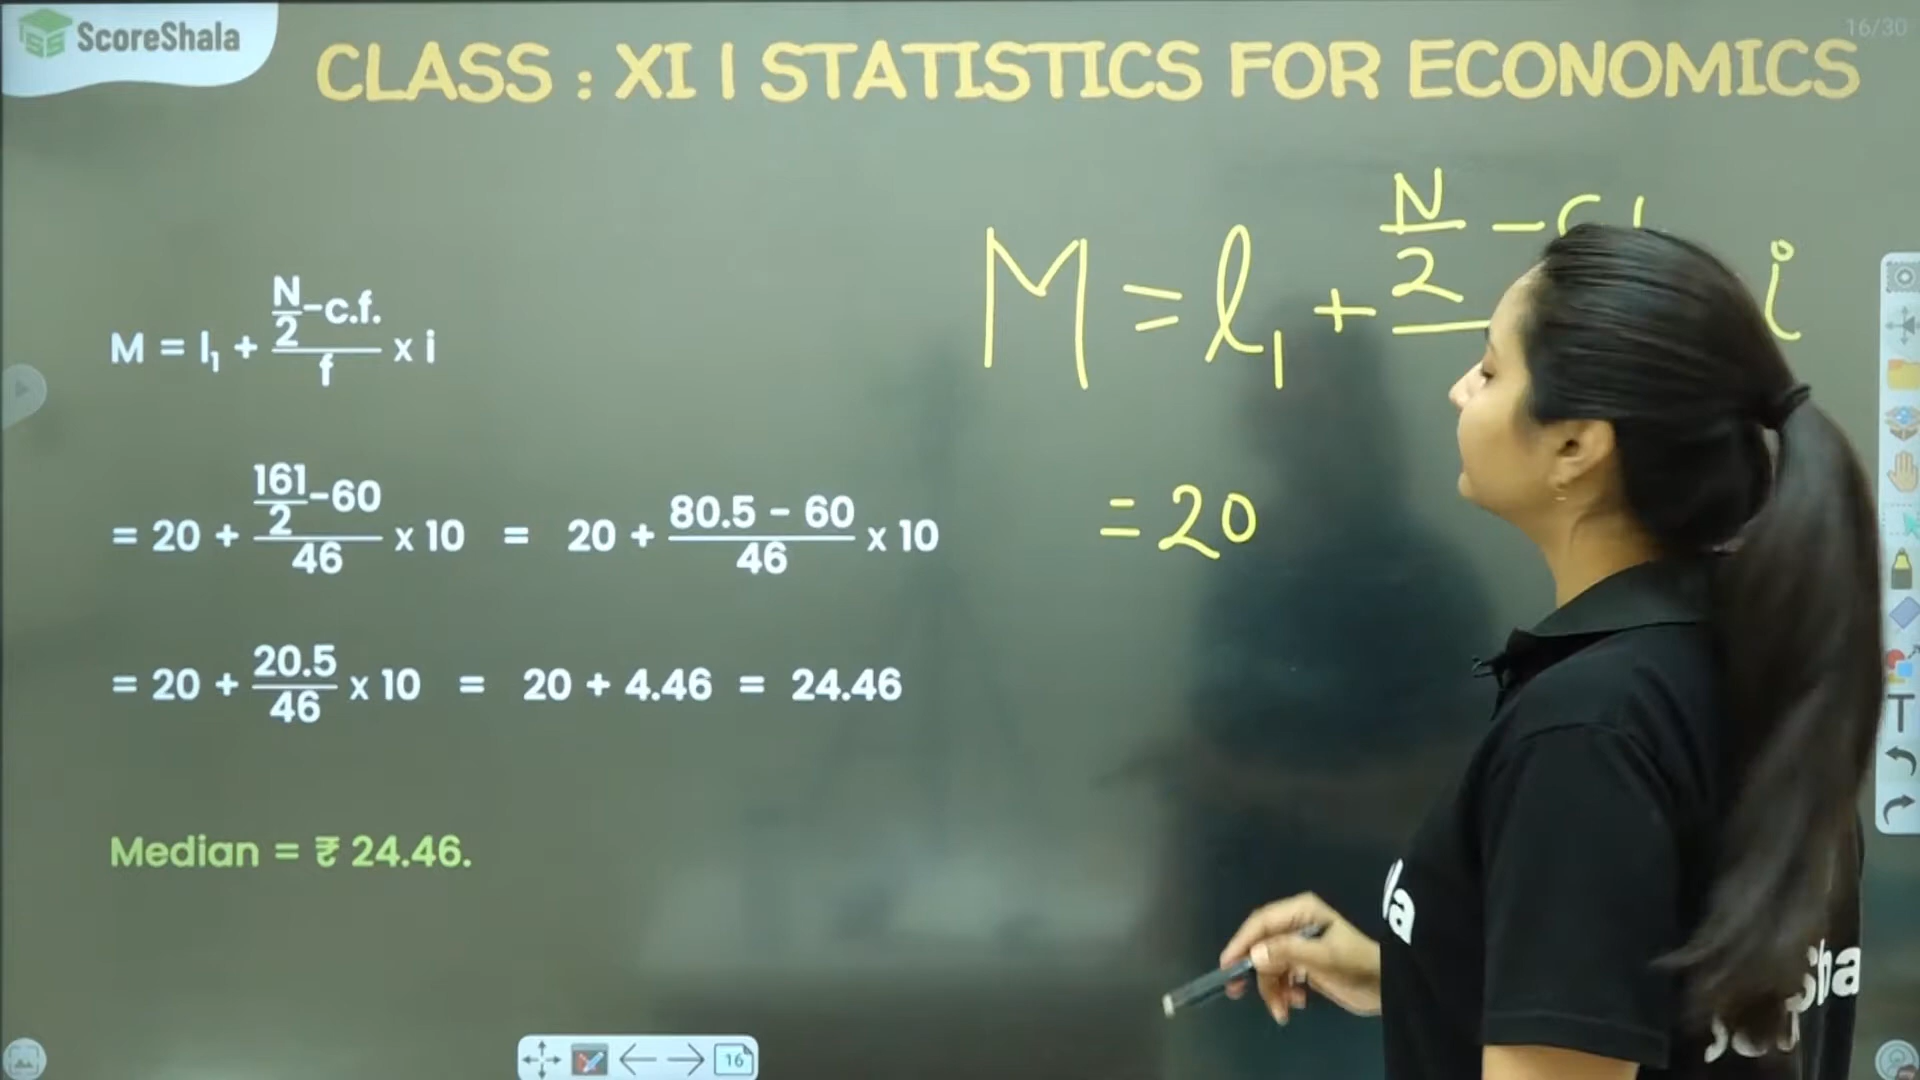 ScoreShala
16/30
CLASS : XI | STATISTICS FOR ECONOMICS
M = l₁ + (N/2 – c.f.)/f x i
= 20 + (161/2 – 60)/46 x 10 = 20 + (80.5 – 60)/46 x 10
= 20 + 20.5/46 x 10 = 20 + 4.46 = 24.46
Median = ₹ 24.46.
M = l₁ + N/2 – i
= 20
16
T